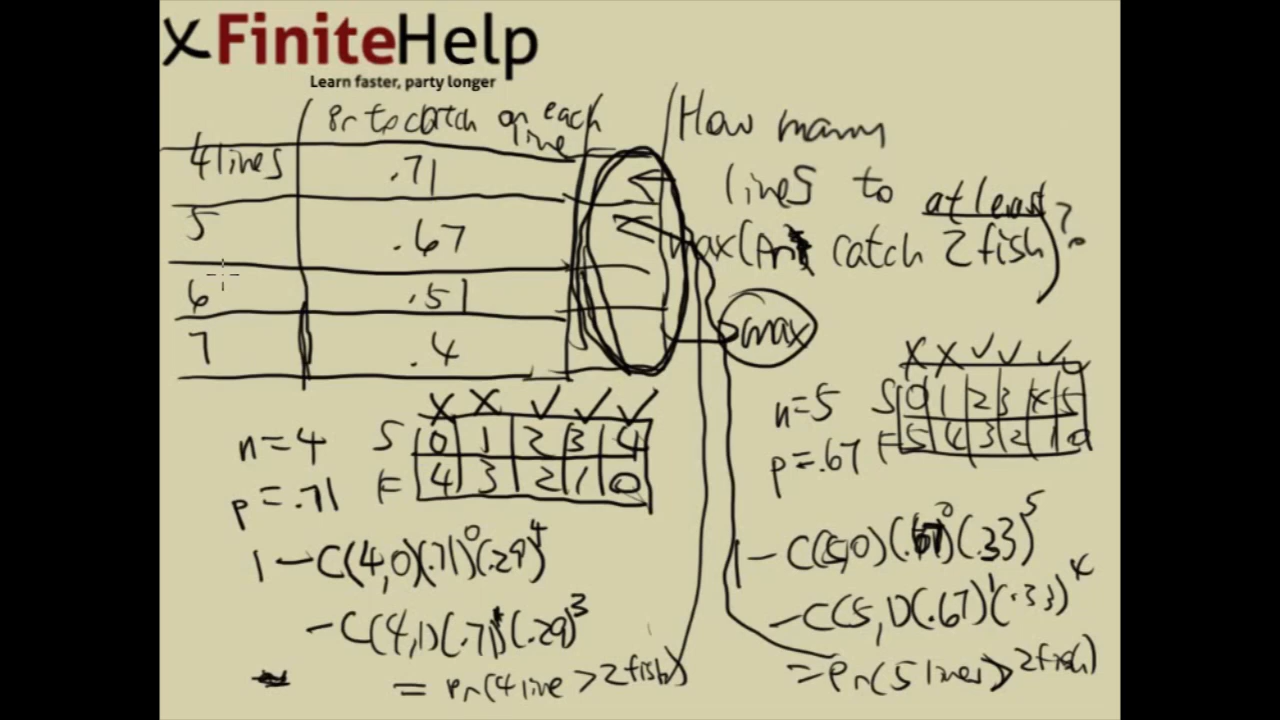 X FiniteHelp
Learn faster, party longer
Pr to catch on each line
4 lines .71
5 .67
6 .51
7 .4
How many
lines to at least
max(Pr catch 2 fish)?
max
n=4
p=.71
X X ✓ ✓ ✓
S 0 1 2 3 4
F 4 3 2 1 0
1 - C(4,0)(.71)^0(.29)^4
- C(4,1)(.71)^1(.29)^3
= Pr(4 line > 2 fish)
n=5
p=.67
X X ✓ ✓ ✓ ✓
S 0 1 2 3 4 5
F 5 4 3 2 1 0
1 - C(5,0)(.67)^0(.33)^5
- C(5,1)(.67)^1(.33)^4
= Pr(5 lines > 2 fish)